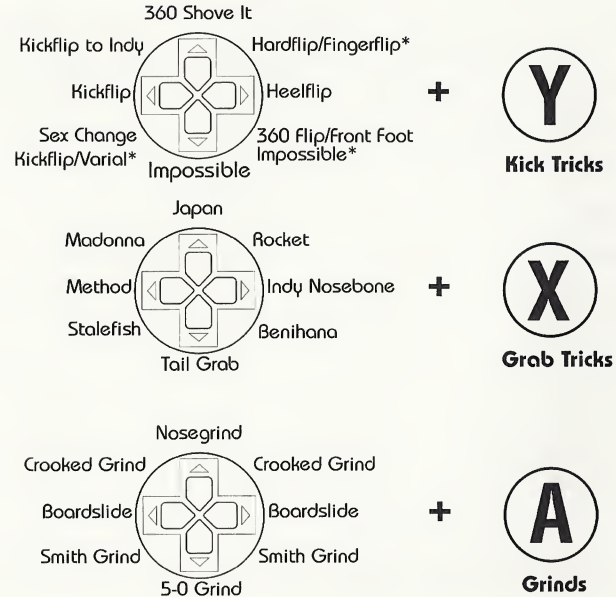 360 Shove It
Kickflip to Indy
Hardflip/Fingerflip*
Kickflip
Heelflip
+
Y
Sex Change
Kickflip/Varial*
360 Flip/Front Foot
Impossible*
Impossible
Kick Tricks
Japan
Madonna
Rocket
Method
Indy Nosebone
+
X
Stalefish
Benihana
Tail Grab
Grab Tricks
Nosegrind
Crooked Grind
Crooked Grind
Boardslide
Boardslide
+
A
Smith Grind
Smith Grind
5-0 Grind
Grinds